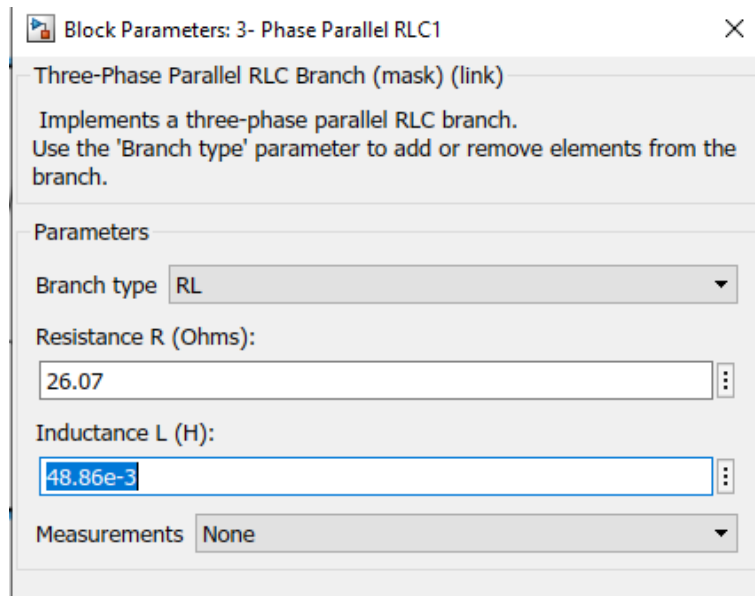 Block Parameters: 3- Phase Parallel RLC1
Three-Phase Parallel RLC Branch (mask) (link)
Implements a three-phase parallel RLC branch.
Use the 'Branch type' parameter to add or remove elements from the
branch.
Parameters
Branch type RL
Resistance R (Ohms):
26.07
Inductance L (H):
48.86e-3
Measurements None